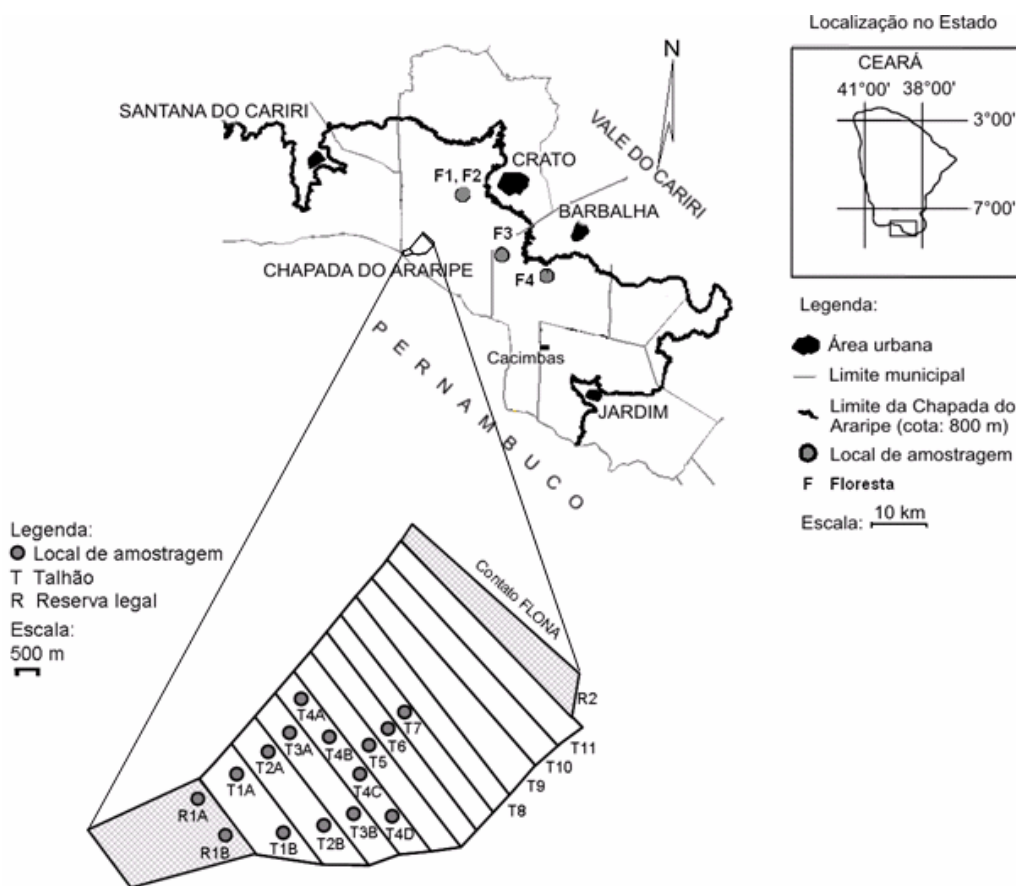 Localização no Estado
CEARÁ
41°00' 38°00'
3°00'
7°00'
N
SANTANA DO CARIRI
CRATO
VALE DO CARIRI
F1, F2
BARBALHA
F3
CHAPADA DO ARARIPE
F4
Cacimbas
JARDIM
PERNAMBUCO
Legenda:
Área urbana
Limite municipal
Limite da Chapada do
Araripe (cota: 800 m)
Local de amostragem
F Floresta
Escala: 10 km
Legenda:
Local de amostragem
T Talhão
R Reserva legal
Escala:
500 m
Contato FLONA
R2
T4A
T7
T3A
T4B
T6
T2A
T5
T11
T1A
T4C
T10
T9
R1A
T8
T3B
T4D
R1B
T1B
T2B